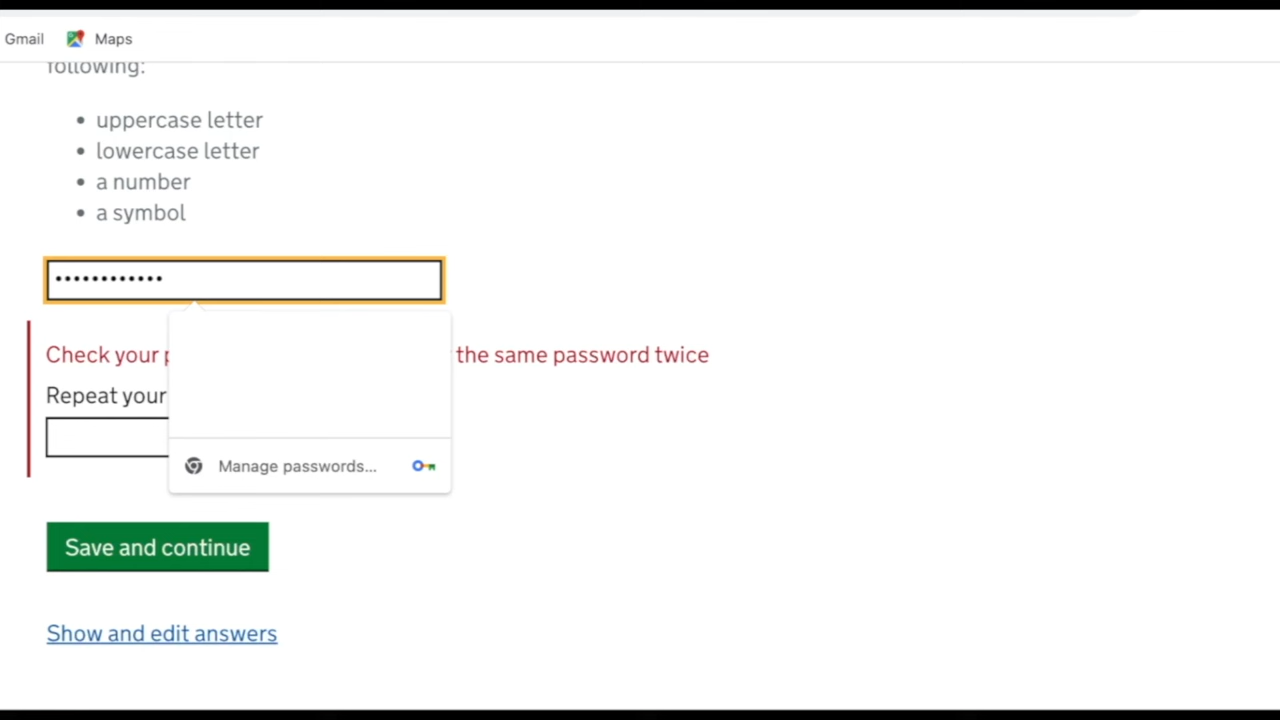 Gmail Maps
following:
uppercase letter
lowercase letter
a number
a symbol
••••••••••••
Check your the same password twice
Repeat your
Manage passwords...
Save and continue
Show and edit answers